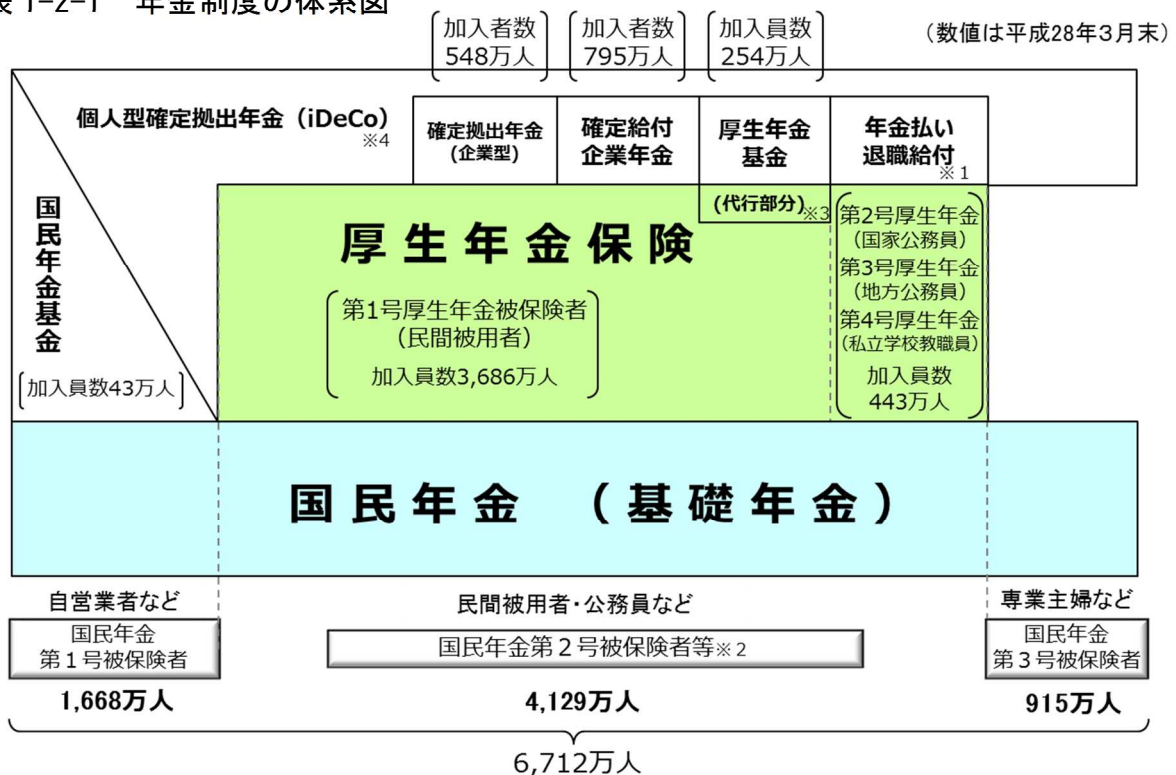 表 1-2-1 年金制度の体系図
(数値は平成28年3月末)
加入者数
548万人
加入者数
795万人
加入員数
254万人
個人型確定拠出年金（iDeCo）
※4
確定拠出年金
(企業型)
確定給付
企業年金
厚生年金
基金
年金払い
退職給付
※1
(代行部分)※3
国民年金基金
加入員数43万人
厚生年金保険
第1号厚生年金被保険者
（民間被用者）
加入員数3,686万人
第2号厚生年金
（国家公務員）
第3号厚生年金
（地方公務員）
第4号厚生年金
(私立学校教職員)
加入員数
443万人
国民年金 （基礎年金）
自営業者など
民間被用者・公務員など
専業主婦など
国民年金
第1号被保険者
国民年金第2号被保険者等※2
国民年金
第3号被保険者
1,668万人
4,129万人
915万人
6,712万人